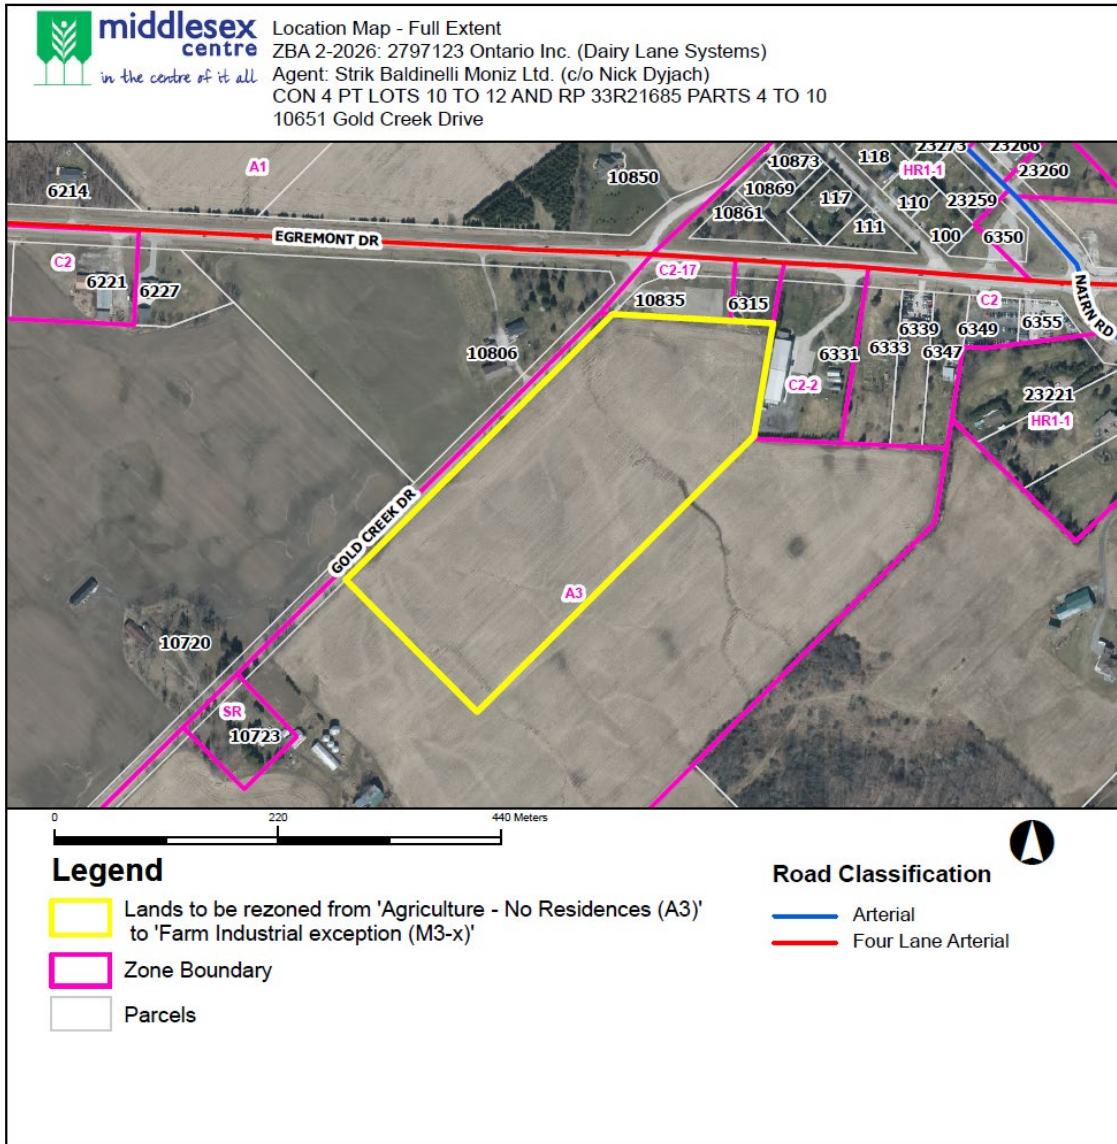 middlesex
centre
in the centre of it all
Location Map - Full Extent
ZBA 2-2026: 2797123 Ontario Inc. (Dairy Lane Systems)
Agent: Strik Baldinelli Moniz Ltd. (c/o Nick Dyjach)
CON 4 PT LOTS 10 TO 12 AND RP 33R21685 PARTS 4 TO 10
10651 Gold Creek Drive
23273
23266
10873
118
A1
HR1-1
23260
10850
6214
10869
117
110
23259
10861
111
100
6350
EGREMONT DR
C2
C2-17
6221
10835
6315
C2
NAIRN RD
6227
6339
6349
6355
10806
6331
6333
6347
C2-2
23221
HR1-1
GOLD CREEK DR
A3
10720
SR
10723
0
220
440 Meters
Legend
Lands to be rezoned from 'Agriculture - No Residences (A3)'
to 'Farm Industrial exception (M3-x)'
Zone Boundary
Parcels
Road Classification
Arterial
Four Lane Arterial